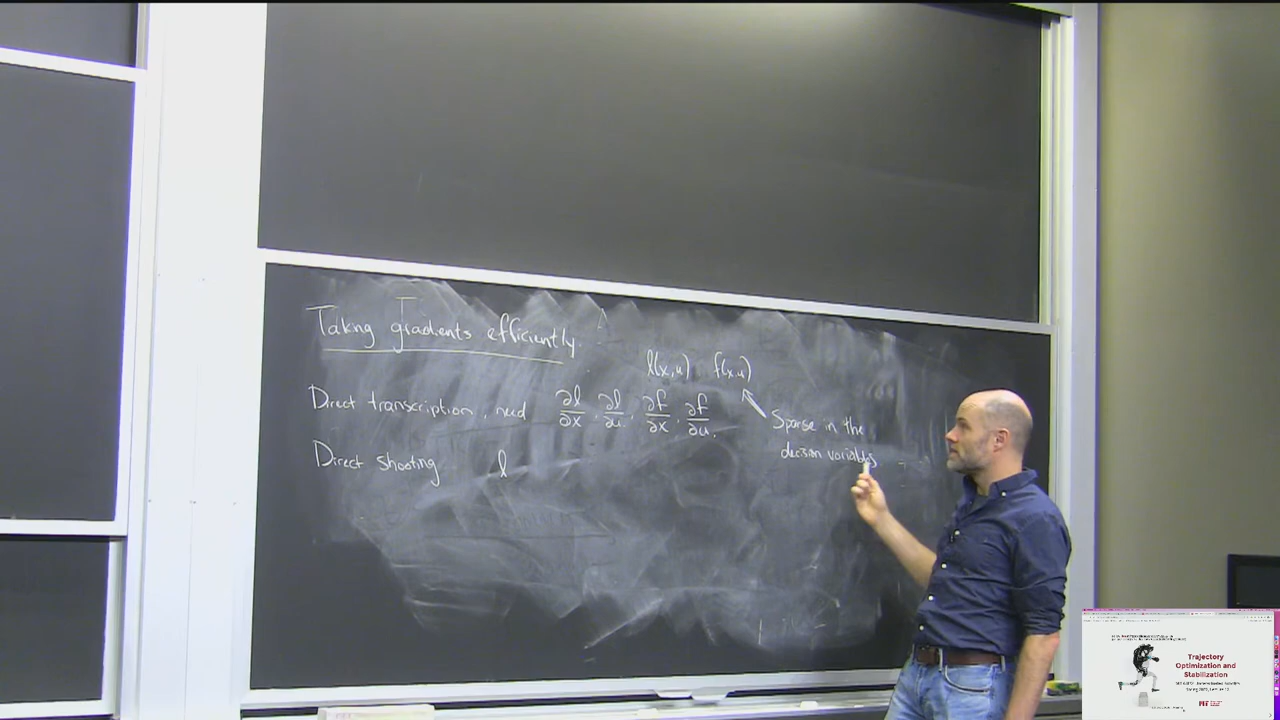 Taking gradients efficiently.
l(x,u) f(x,u)
Direct transcription, need ∂l/∂x, ∂l/∂u, ∂f/∂x, ∂f/∂u.
Sparse in the
decision variables
Direct shooting l
Trajectory
Optimization and
Stabilization